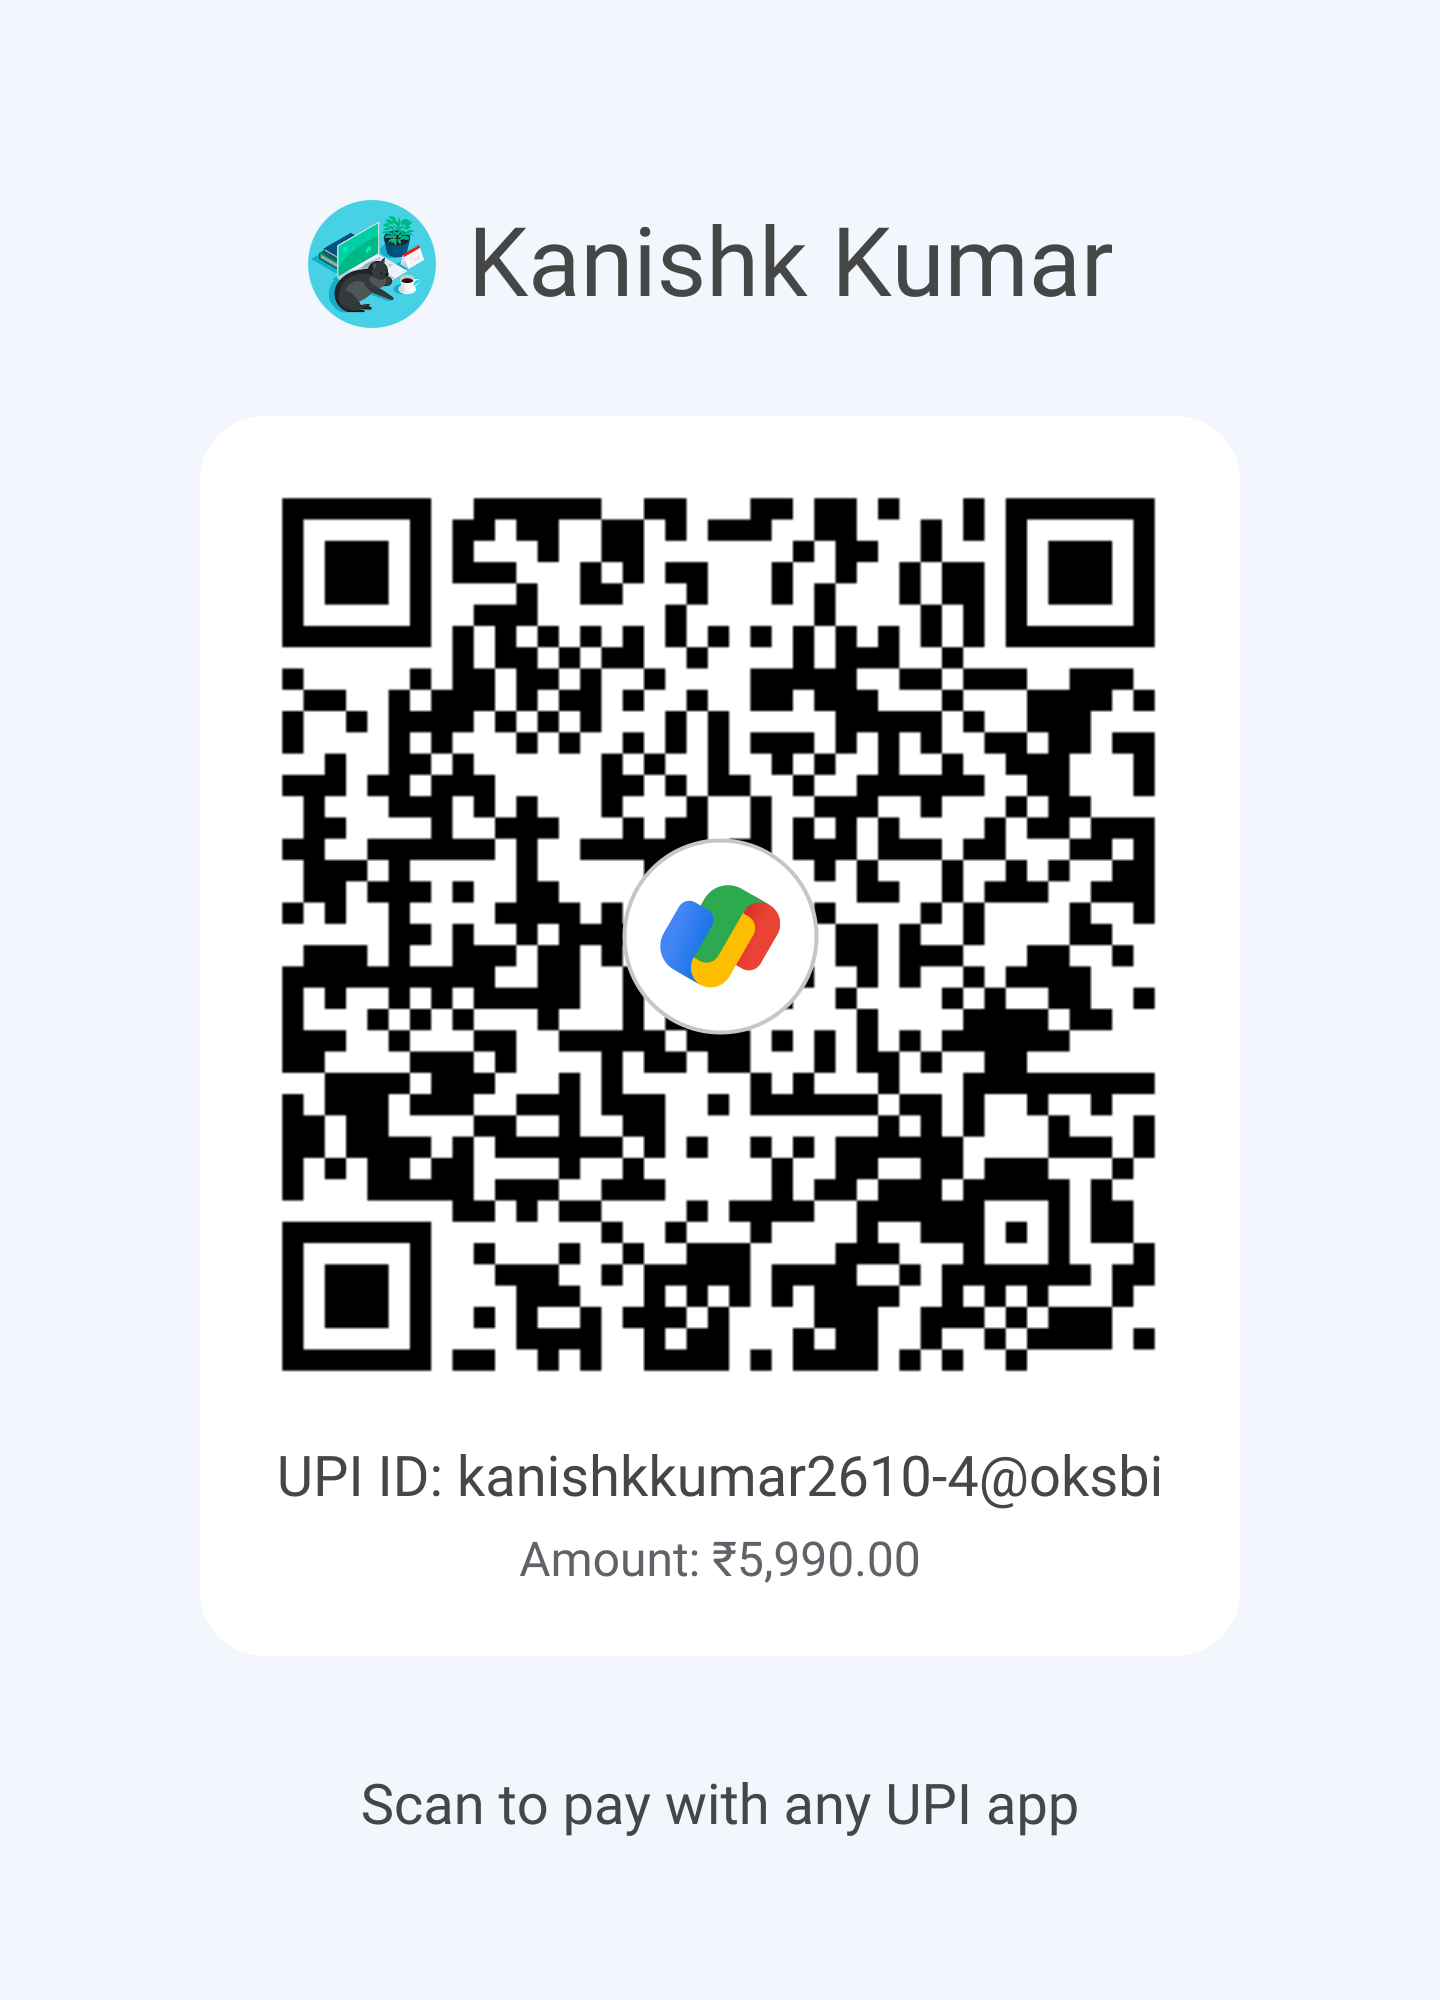 Kanishk Kumar
UPI ID: kanishkkumar2610-4@oksbi
Amount: ₹5,990.00
Scan to pay with any UPI app